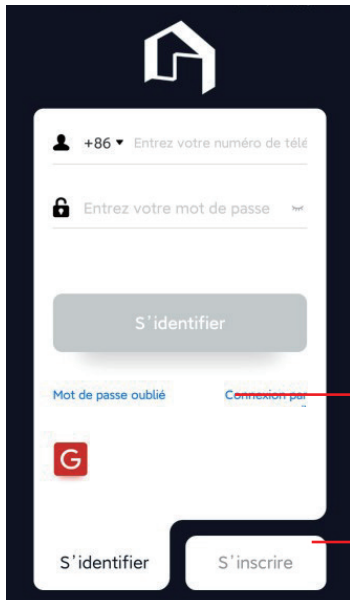 +86 Entrez votre numéro de télé
Entrez votre mot de passe
S'identifier
Mot de passe oublié Connexion par
G
S'identifier S'inscrire